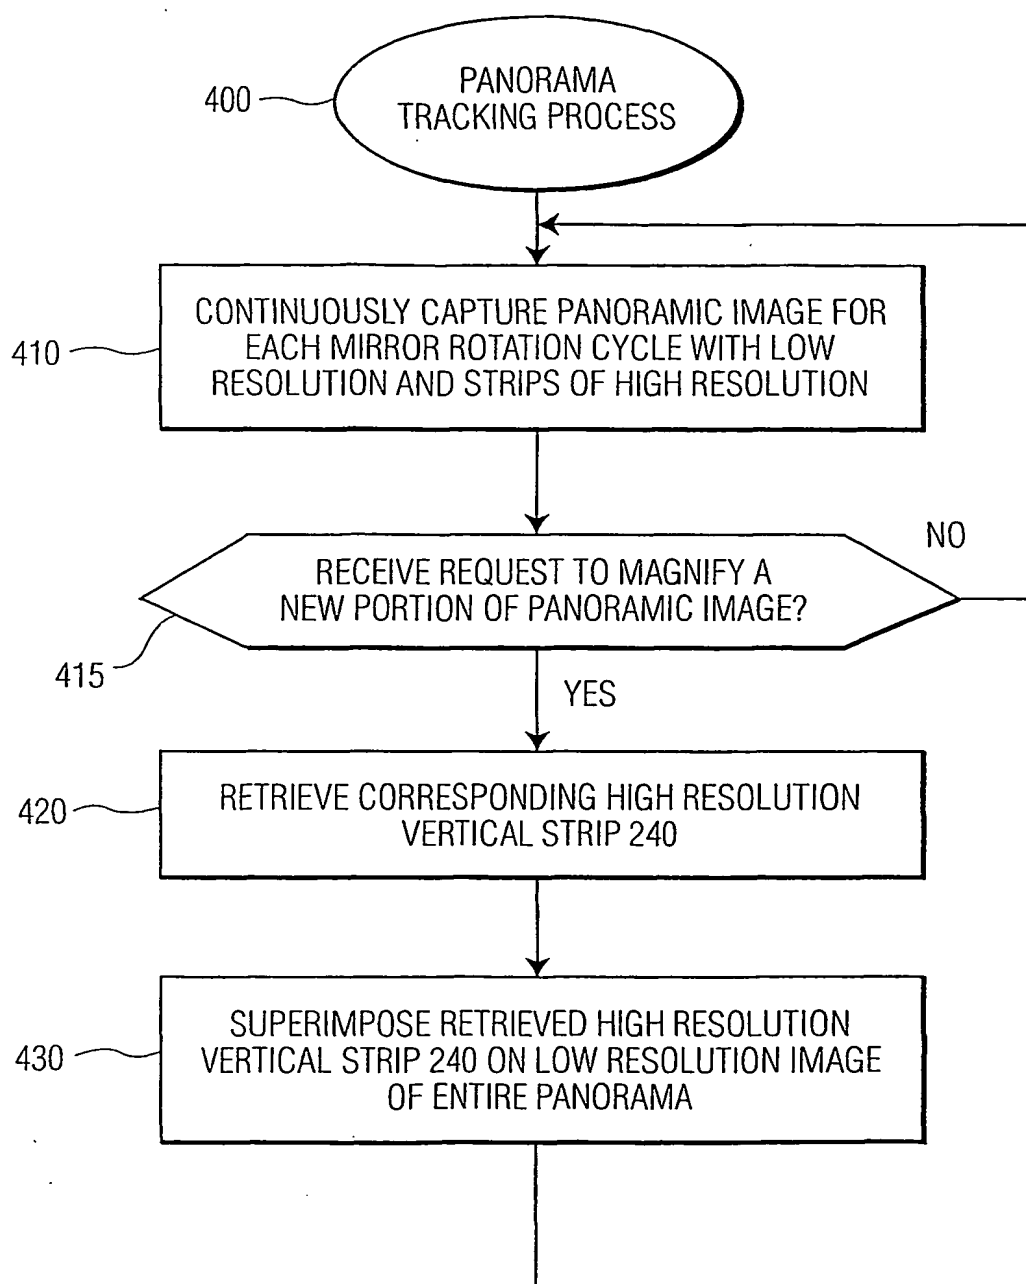 PANORAMA
TRACKING PROCESS
400
CONTINUOUSLY CAPTURE PANORAMIC IMAGE FOR
EACH MIRROR ROTATION CYCLE WITH LOW
RESOLUTION AND STRIPS OF HIGH RESOLUTION
410
NO
RECEIVE REQUEST TO MAGNIFY A
NEW PORTION OF PANORAMIC IMAGE?
415
YES
RETRIEVE CORRESPONDING HIGH RESOLUTION
VERTICAL STRIP 240
420
SUPERIMPOSE RETRIEVED HIGH RESOLUTION
VERTICAL STRIP 240 ON LOW RESOLUTION IMAGE
OF ENTIRE PANORAMA
430